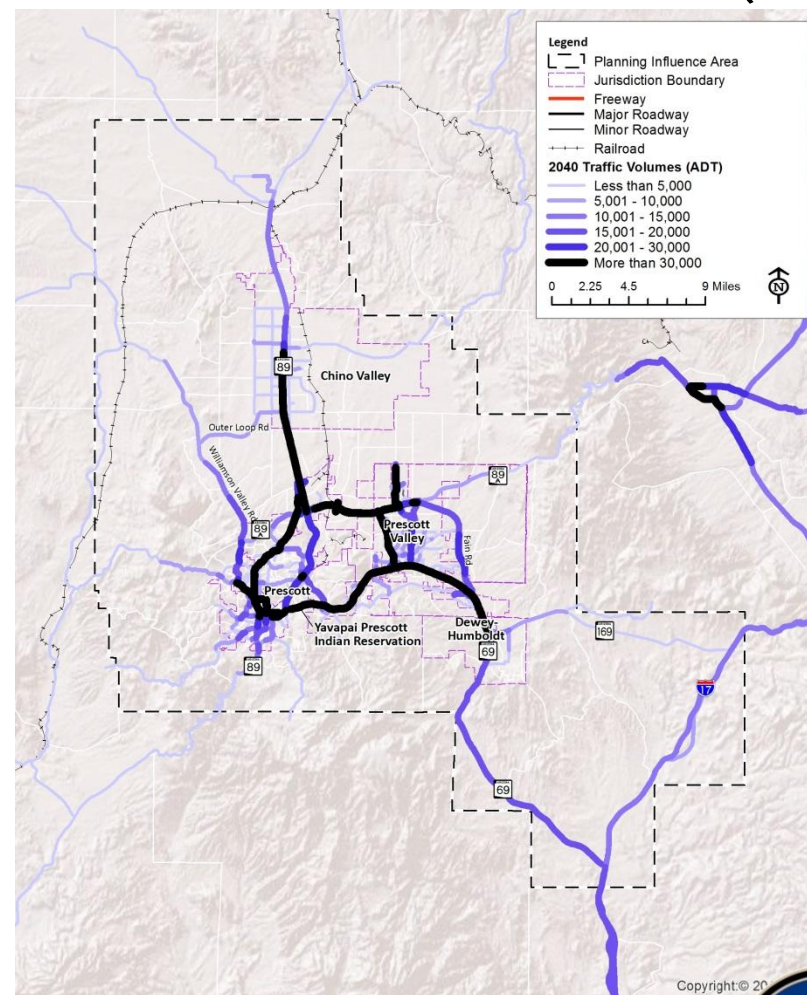 Legend
Planning Influence Area
Jurisdiction Boundary
Freeway
Major Roadway
Minor Roadway
Railroad
2040 Traffic Volumes (ADT)
Less than 5,000
5,001 - 10,000
10,001 - 15,000
15,001 - 20,000
20,001 - 30,000
More than 30,000
0 2.25 4.5 9 Miles
N
89
Chino Valley
Outer Loop Rd
Williamson Valley Rd
89 A
89 A
Prescott
Valley
Fain Rd
Prescott
Yavapai Prescott
Indian Reservation
Dewey-
Humboldt
169
69
89
17
69
Copyright:© 20